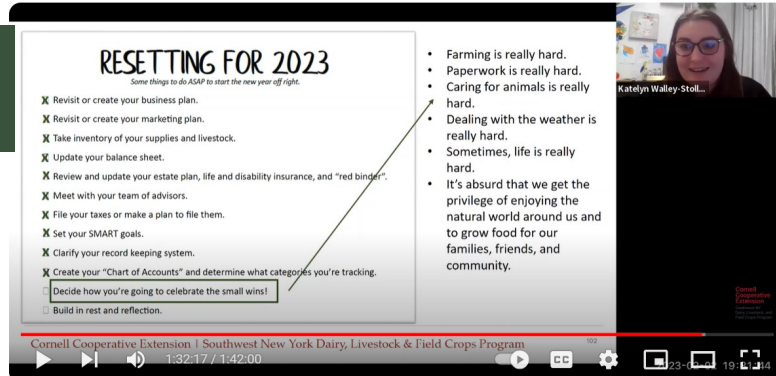 RESETTING FOR 2023
Some things to do ASAP to start the new year off right.
X Revisit or create your business plan.
X Revisit or create your marketing plan.
X Take inventory of your supplies and livestock.
X Update your balance sheet.
X Review and update your estate plan, life and disability insurance, and “red binder”.
X Meet with your team of advisors.
X File your taxes or make a plan to file them.
X Set your SMART goals.
X Clarify your record keeping system.
X Create your “Chart of Accounts” and determine what categories you’re tracking.
Decide how you’re going to celebrate the small wins!
Build in rest and reflection.
• Farming is really hard.
• Paperwork is really hard.
• Caring for animals is really
hard.
• Dealing with the weather is
really hard.
• Sometimes, life is really
hard.
• It’s absurd that we get the
privilege of enjoying the
natural world around us and
to grow food for our
families, friends, and
community.
Katelyn Walley-Stoll...
Cornell
Cooperative
Extension
Southwest NY
Dairy, Livestock, and
Field Crops Program
Cornell Cooperative Extension | Southwest New York Dairy, Livestock & Field Crops Program
102
1:32:17 / 1:42:00
CC